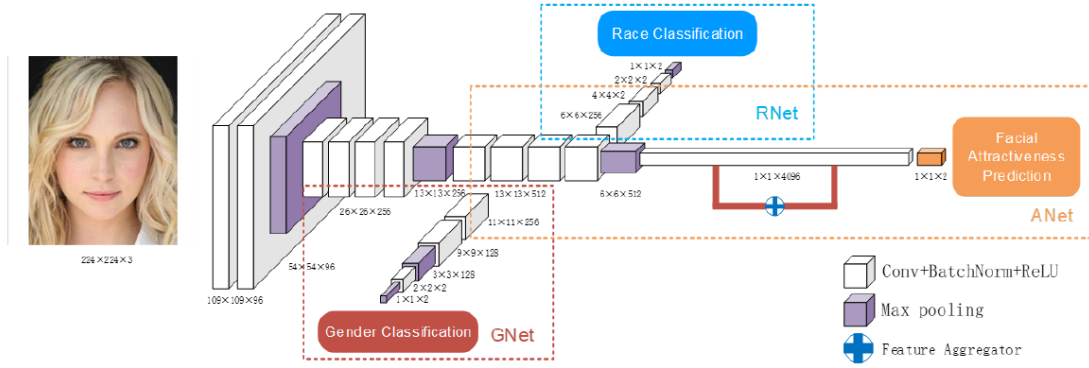 Race Classification
1×1×2
2×2×2
4×4×2
6×6×256
RNet
Facial
Attractiveness
Prediction
13×13×256
13×13×512
6×6×512
1×1×4096
1×1×2
ANet
26×26×256
11×11×256
9×9×128
3×3×128
2×2×2
1×1×2
Gender Classification
GNet
224×224×3
54×54×96
109×109×96
Conv+BatchNorm+ReLU
Max pooling
Feature Aggregator